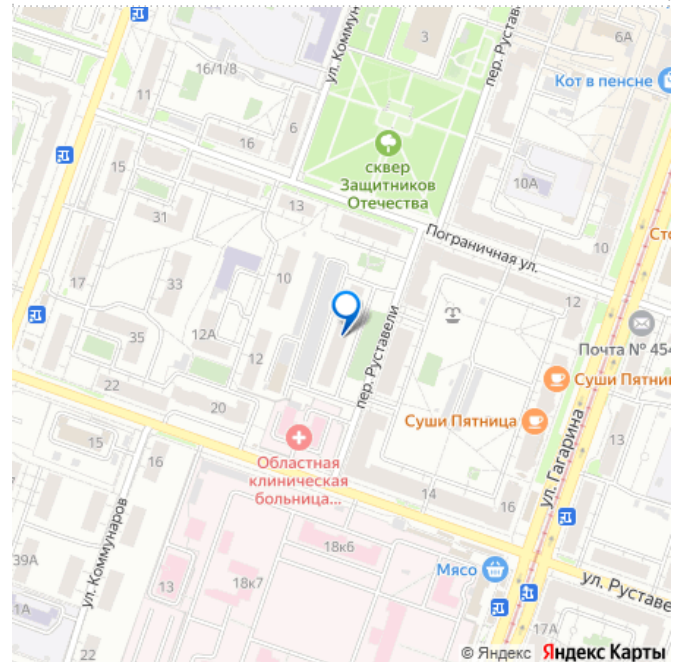 ул. Коммун
3
пер. Руставе
6А
Кот в пенсне
16/1/8
11
16
6
сквер
Защитников
Отечества
10А
15
13
31
Пограничная ул.
10
Сто
17
33
10
12
Почта № 454
35
12А
12
пер. Руставели
Суши Пятни
22
20
Суши Пятница
ул. Гагарина
13
15
16
Областная
клиническая
больница...
14
16
ул. Коммунаров
39А
18к6
Мясо
13
18к7
ул. Руставе
1А
17А
22
© Яндекс Яндекс Карты